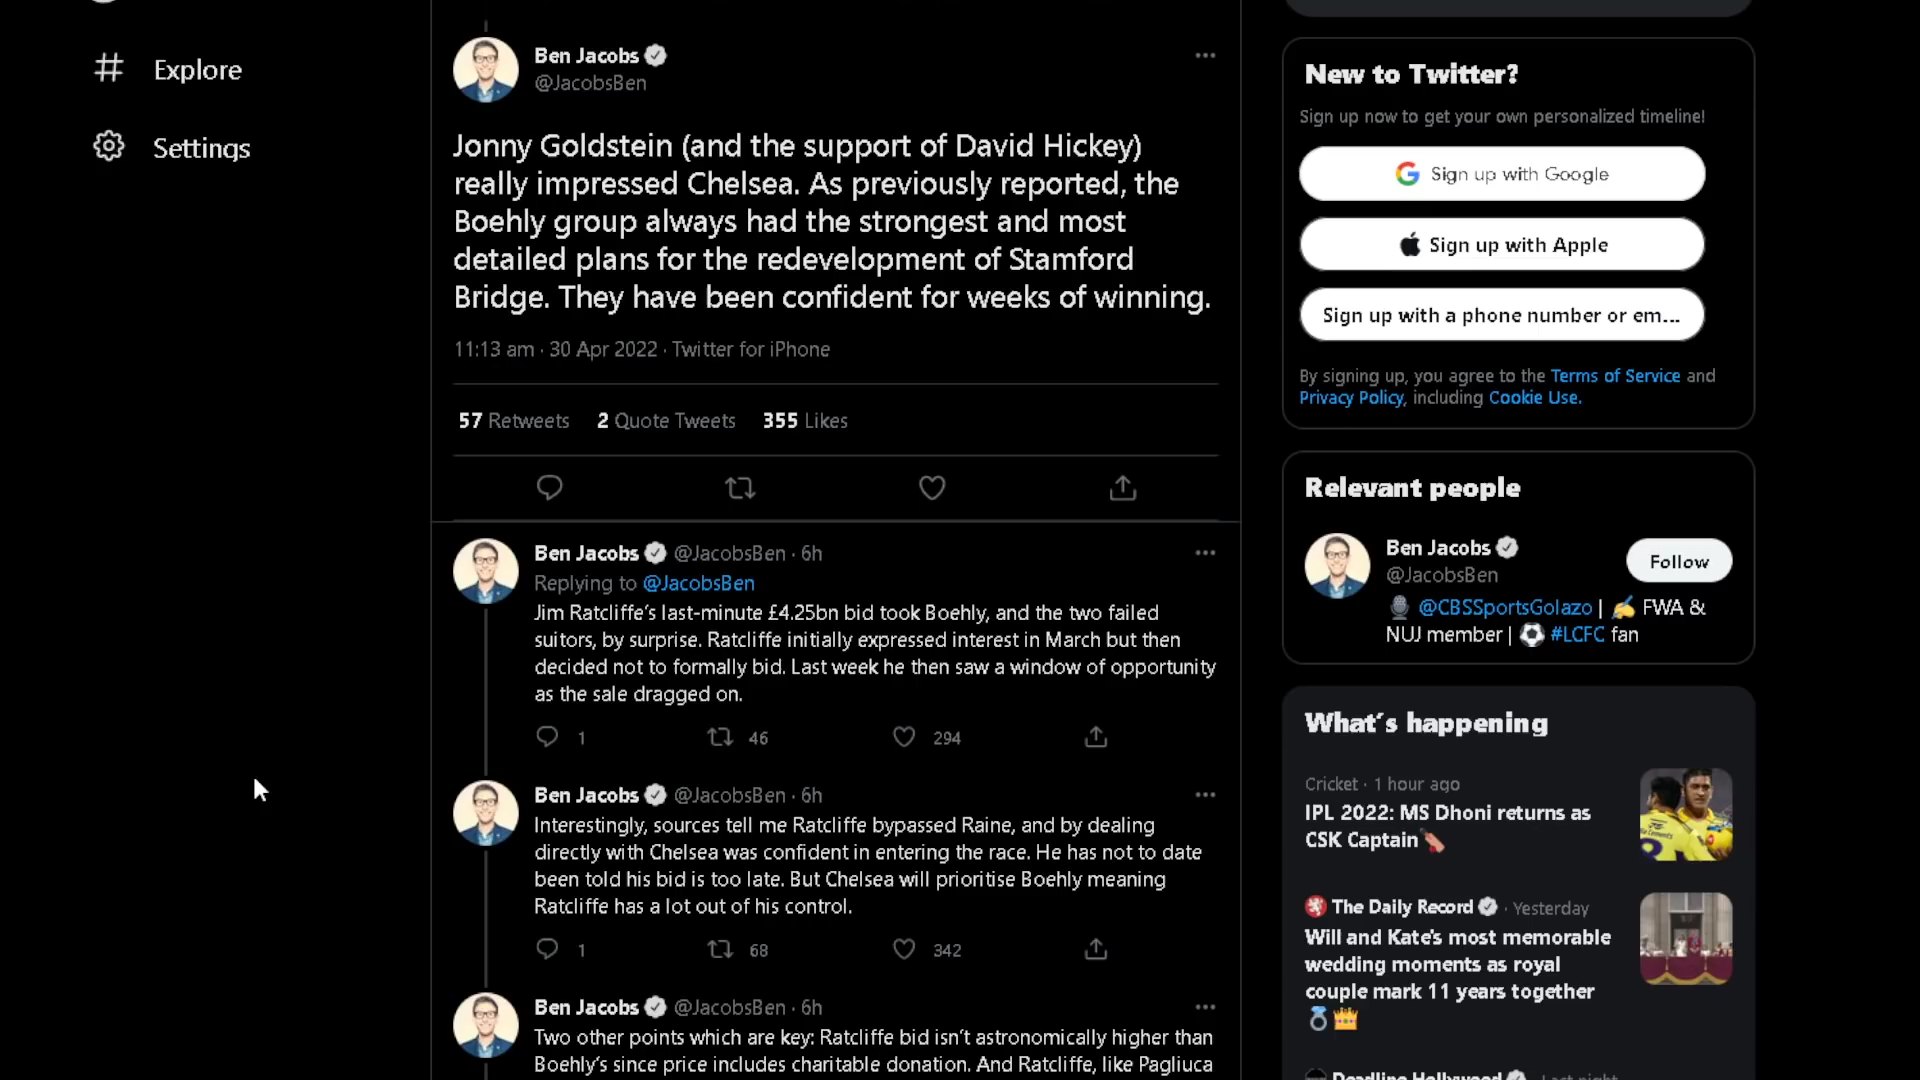 Explore
Settings
Ben Jacobs
@JacobsBen
Jonny Goldstein (and the support of David Hickey)
really impressed Chelsea. As previously reported, the
Boehly group always had the strongest and most
detailed plans for the redevelopment of Stamford
Bridge. They have been confident for weeks of winning.
11:13 am · 30 Apr 2022 · Twitter for iPhone
57 Retweets 2 Quote Tweets 355 Likes
Ben Jacobs @JacobsBen · 6h
Replying to @JacobsBen
Jim Ratcliffe's last-minute £4.25bn bid took Boehly, and the two failed
suitors, by surprise. Ratcliffe initially expressed interest in March but then
decided not to formally bid. Last week he then saw a window of opportunity
as the sale dragged on.
1 46 294
Ben Jacobs @JacobsBen · 6h
Interestingly, sources tell me Ratcliffe bypassed Raine, and by dealing
directly with Chelsea was confident in entering the race. He has not to date
been told his bid is too late. But Chelsea will prioritise Boehly meaning
Ratcliffe has a lot out of his control.
1 68 342
Ben Jacobs @JacobsBen · 6h
Two other points which are key: Ratcliffe bid isn't astronomically higher than
Boehly's since price includes charitable donation. And Ratcliffe, like Pagliuca
New to Twitter?
Sign up now to get your own personalized timeline!
Sign up with Google
Sign up with Apple
Sign up with a phone number or em...
By signing up, you agree to the Terms of Service and
Privacy Policy, including Cookie Use.
Relevant people
Ben Jacobs
@JacobsBen
Follow
@CBSSportsGolazo | ✍ FWA &
NUJ member | ⚽ #LCFC fan
What's happening
Cricket · 1 hour ago
IPL 2022: MS Dhoni returns as
CSK Captain
The Daily Record · Yesterday
Will and Kate's most memorable
wedding moments as royal
couple mark 11 years together
💍👑
Deadline Hollywood · Last night